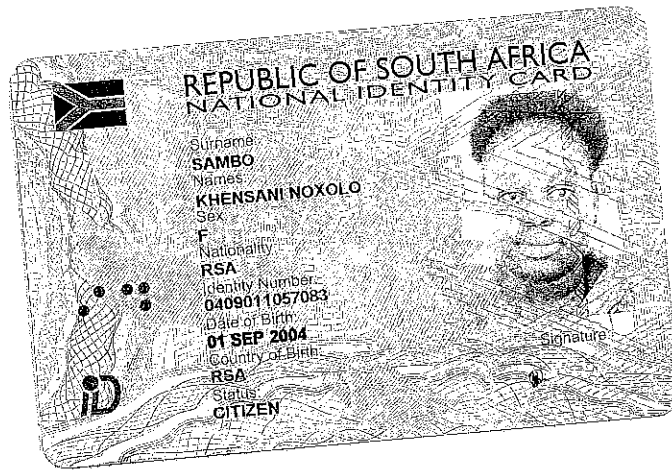 REPUBLIC OF SOUTH AFRICA
NATIONAL IDENTITY CARD
Surname:
SAMBO
Names
KHENSANI NOXOLO
Sex
F
Nationality
RSA
Identity Number:
0409011057083
Date of Birth:
01 SEP 2004
Country of Birth:
RSA
Status
CITIZEN
Signature
iD